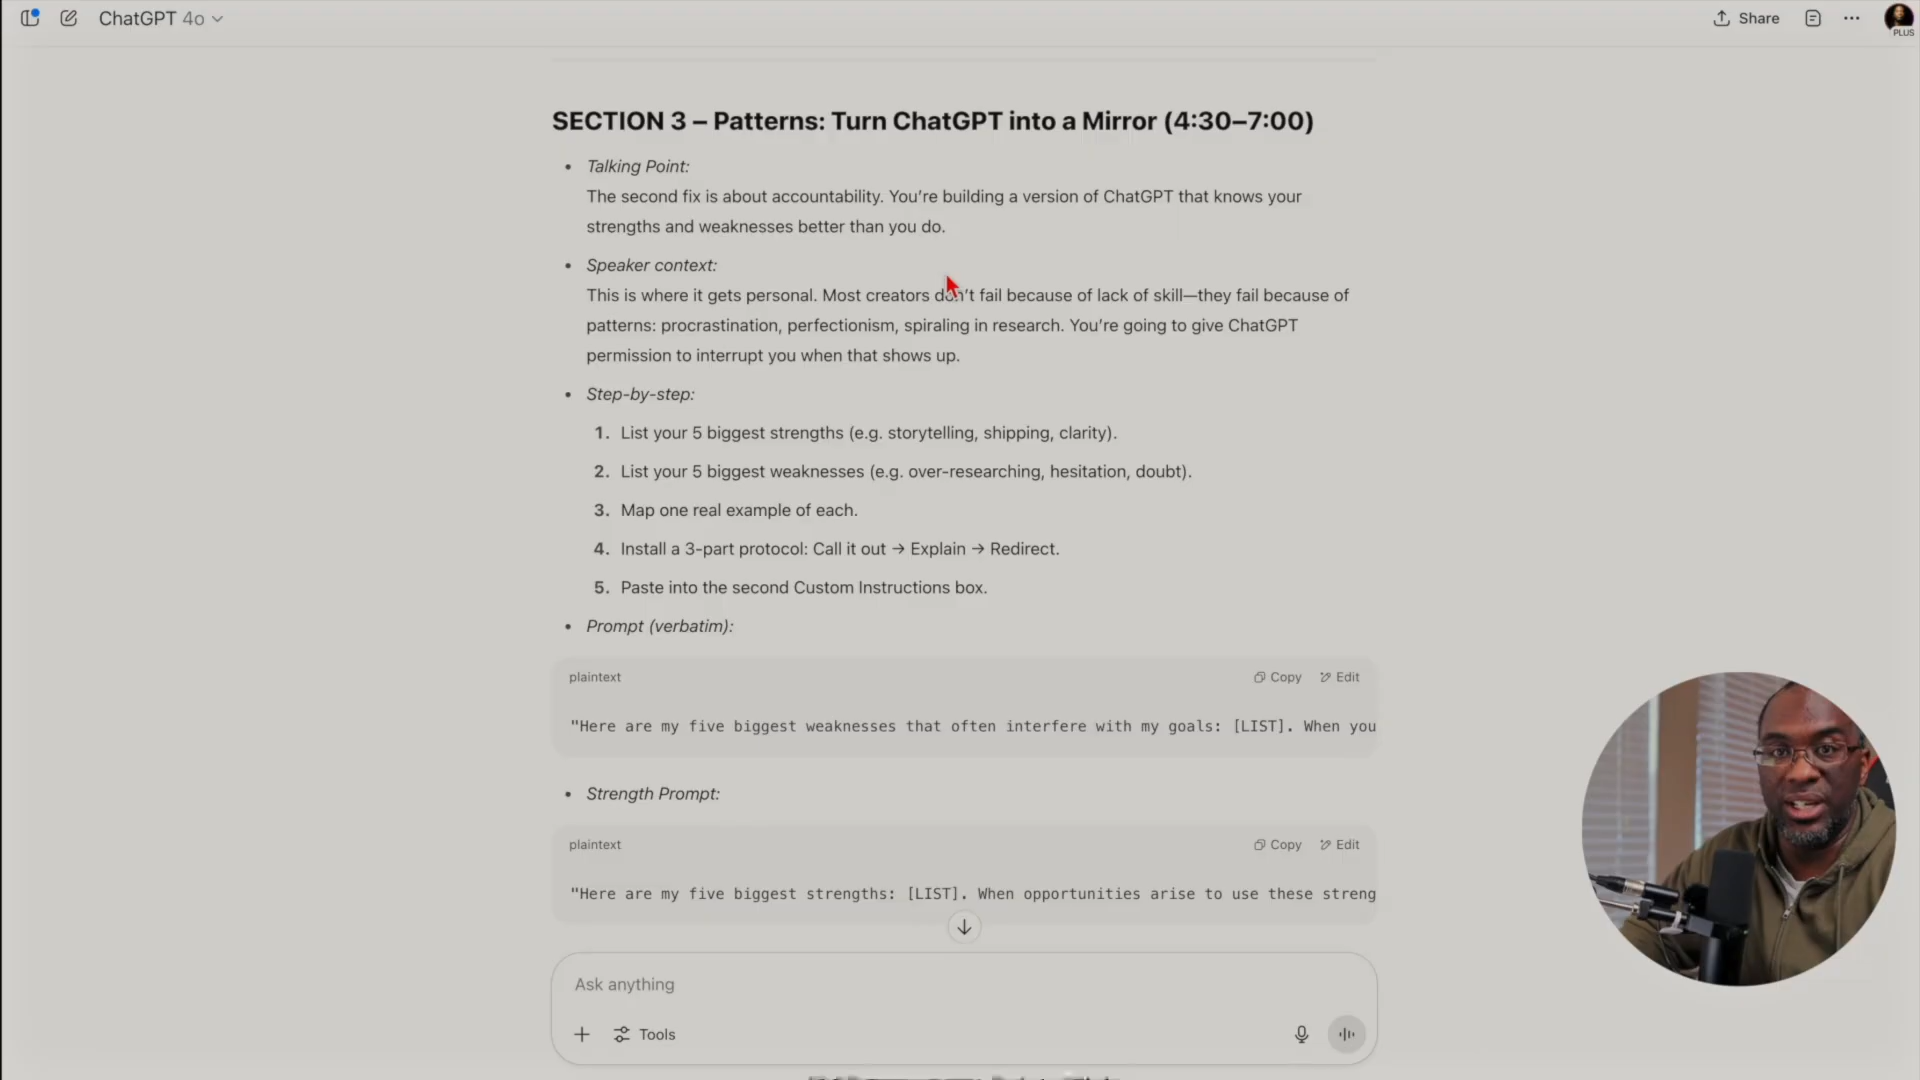 ChatGPT 4o
Share
PLUS
SECTION 3 – Patterns: Turn ChatGPT into a Mirror (4:30–7:00)
• Talking Point:
The second fix is about accountability. You’re building a version of ChatGPT that knows your
strengths and weaknesses better than you do.
• Speaker context:
This is where it gets personal. Most creators don’t fail because of lack of skill—they fail because of
patterns: procrastination, perfectionism, spiraling in research. You’re going to give ChatGPT
permission to interrupt you when that shows up.
• Step-by-step:
1. List your 5 biggest strengths (e.g. storytelling, shipping, clarity).
2. List your 5 biggest weaknesses (e.g. over-researching, hesitation, doubt).
3. Map one real example of each.
4. Install a 3-part protocol: Call it out → Explain → Redirect.
5. Paste into the second Custom Instructions box.
• Prompt (verbatim):
plaintext Copy Edit
"Here are my five biggest weaknesses that often interfere with my goals: [LIST]. When you
• Strength Prompt:
plaintext Copy Edit
"Here are my five biggest strengths: [LIST]. When opportunities arise to use these streng
Ask anything
Tools